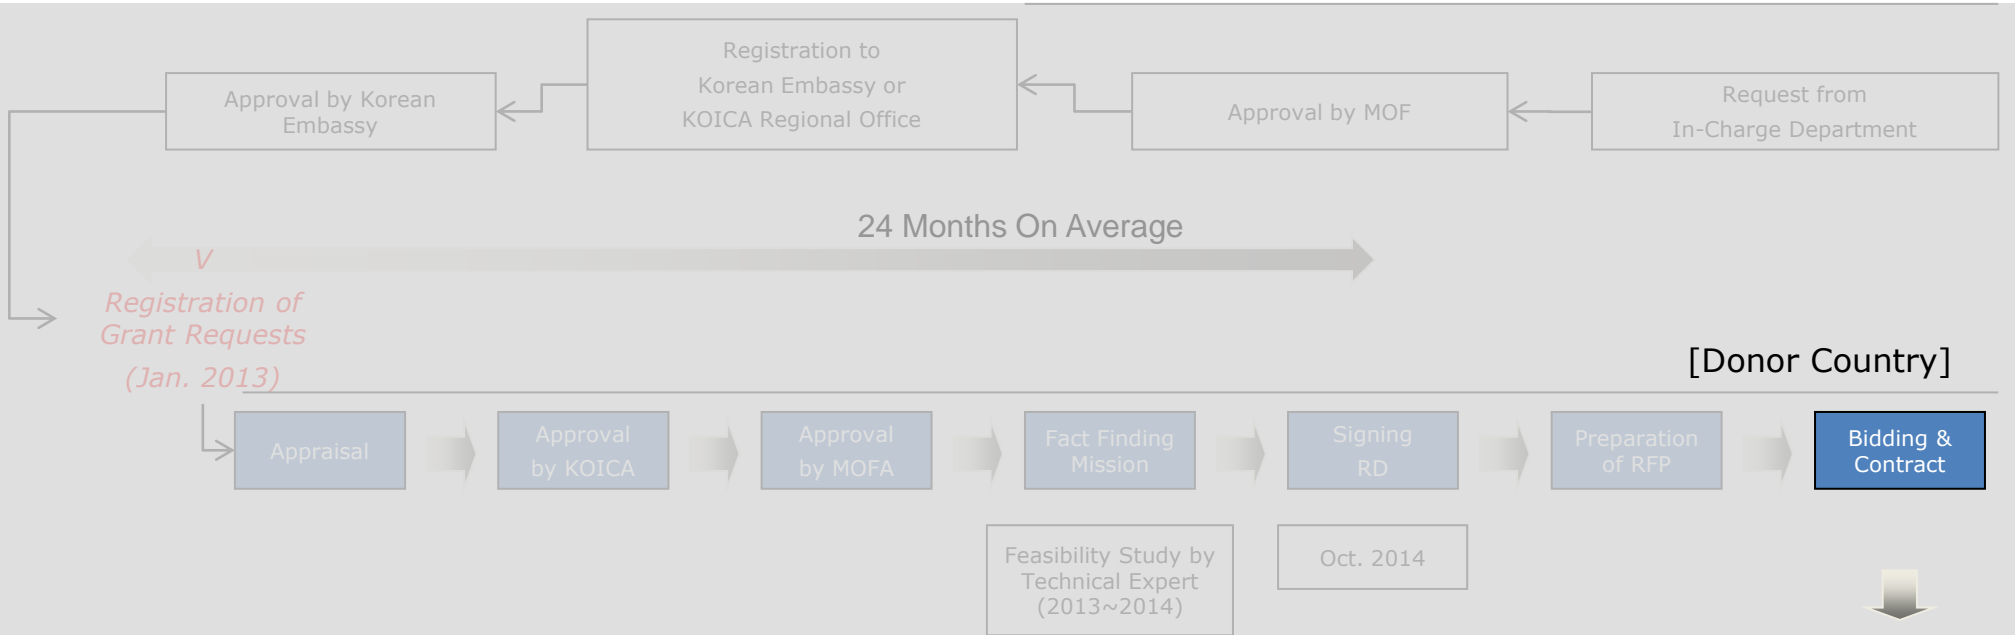 Registration to
Korean Embassy or
KOICA Regional Office
Approval by Korean
Embassy
Approval by MOF
Request from
In-Charge Department
24 Months On Average
V
Registration of
Grant Requests
(Jan. 2013)
[Donor Country]
Appraisal
Approval
by KOICA
Approval
by MOFA
Fact Finding
Mission
Signing
RD
Preparation
of RFP
Bidding &
Contract
Feasibility Study by
Technical Expert
(2013~2014)
Oct. 2014